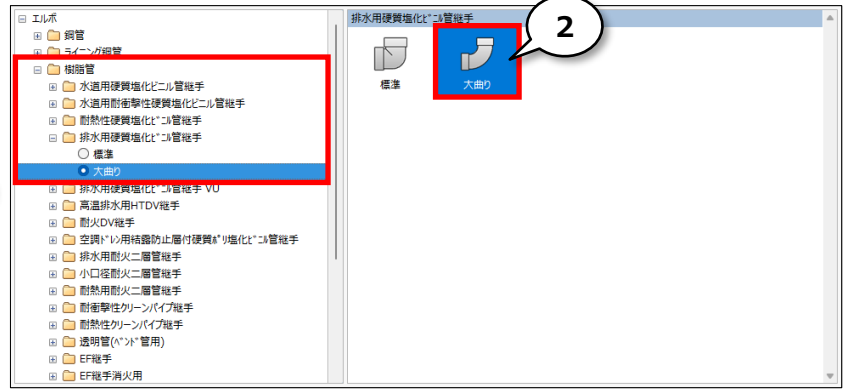 エルボ
銅管
ライニング鋼管
樹脂管
水道用硬質塩化ビニル管継手
水道用耐衝撃性硬質塩化ビニル管継手
耐熱性硬質塩化ﾋﾞﾆﾙ管継手
排水用硬質塩化ﾋﾞﾆﾙ管継手
標準
大曲り
排水用硬質塩化ﾋﾞﾆﾙ管継手 VU
高温排水用HTDV継手
耐火DV継手
空調ﾄﾞﾚﾝ用結露防止層付硬質ﾎﾟﾘ塩化ﾋﾞﾆﾙ管継手
排水用耐火二層管継手
小口径耐火二層管継手
耐熱用耐火二層管継手
耐衝撃性クリーンパイプ継手
耐熱性クリーンパイプ継手
透明管(ﾍﾞﾝﾄﾞ管用)
EF継手
EF継手消火用
排水用硬質塩化ﾋﾞﾆﾙ管継手
2
標準
大曲り